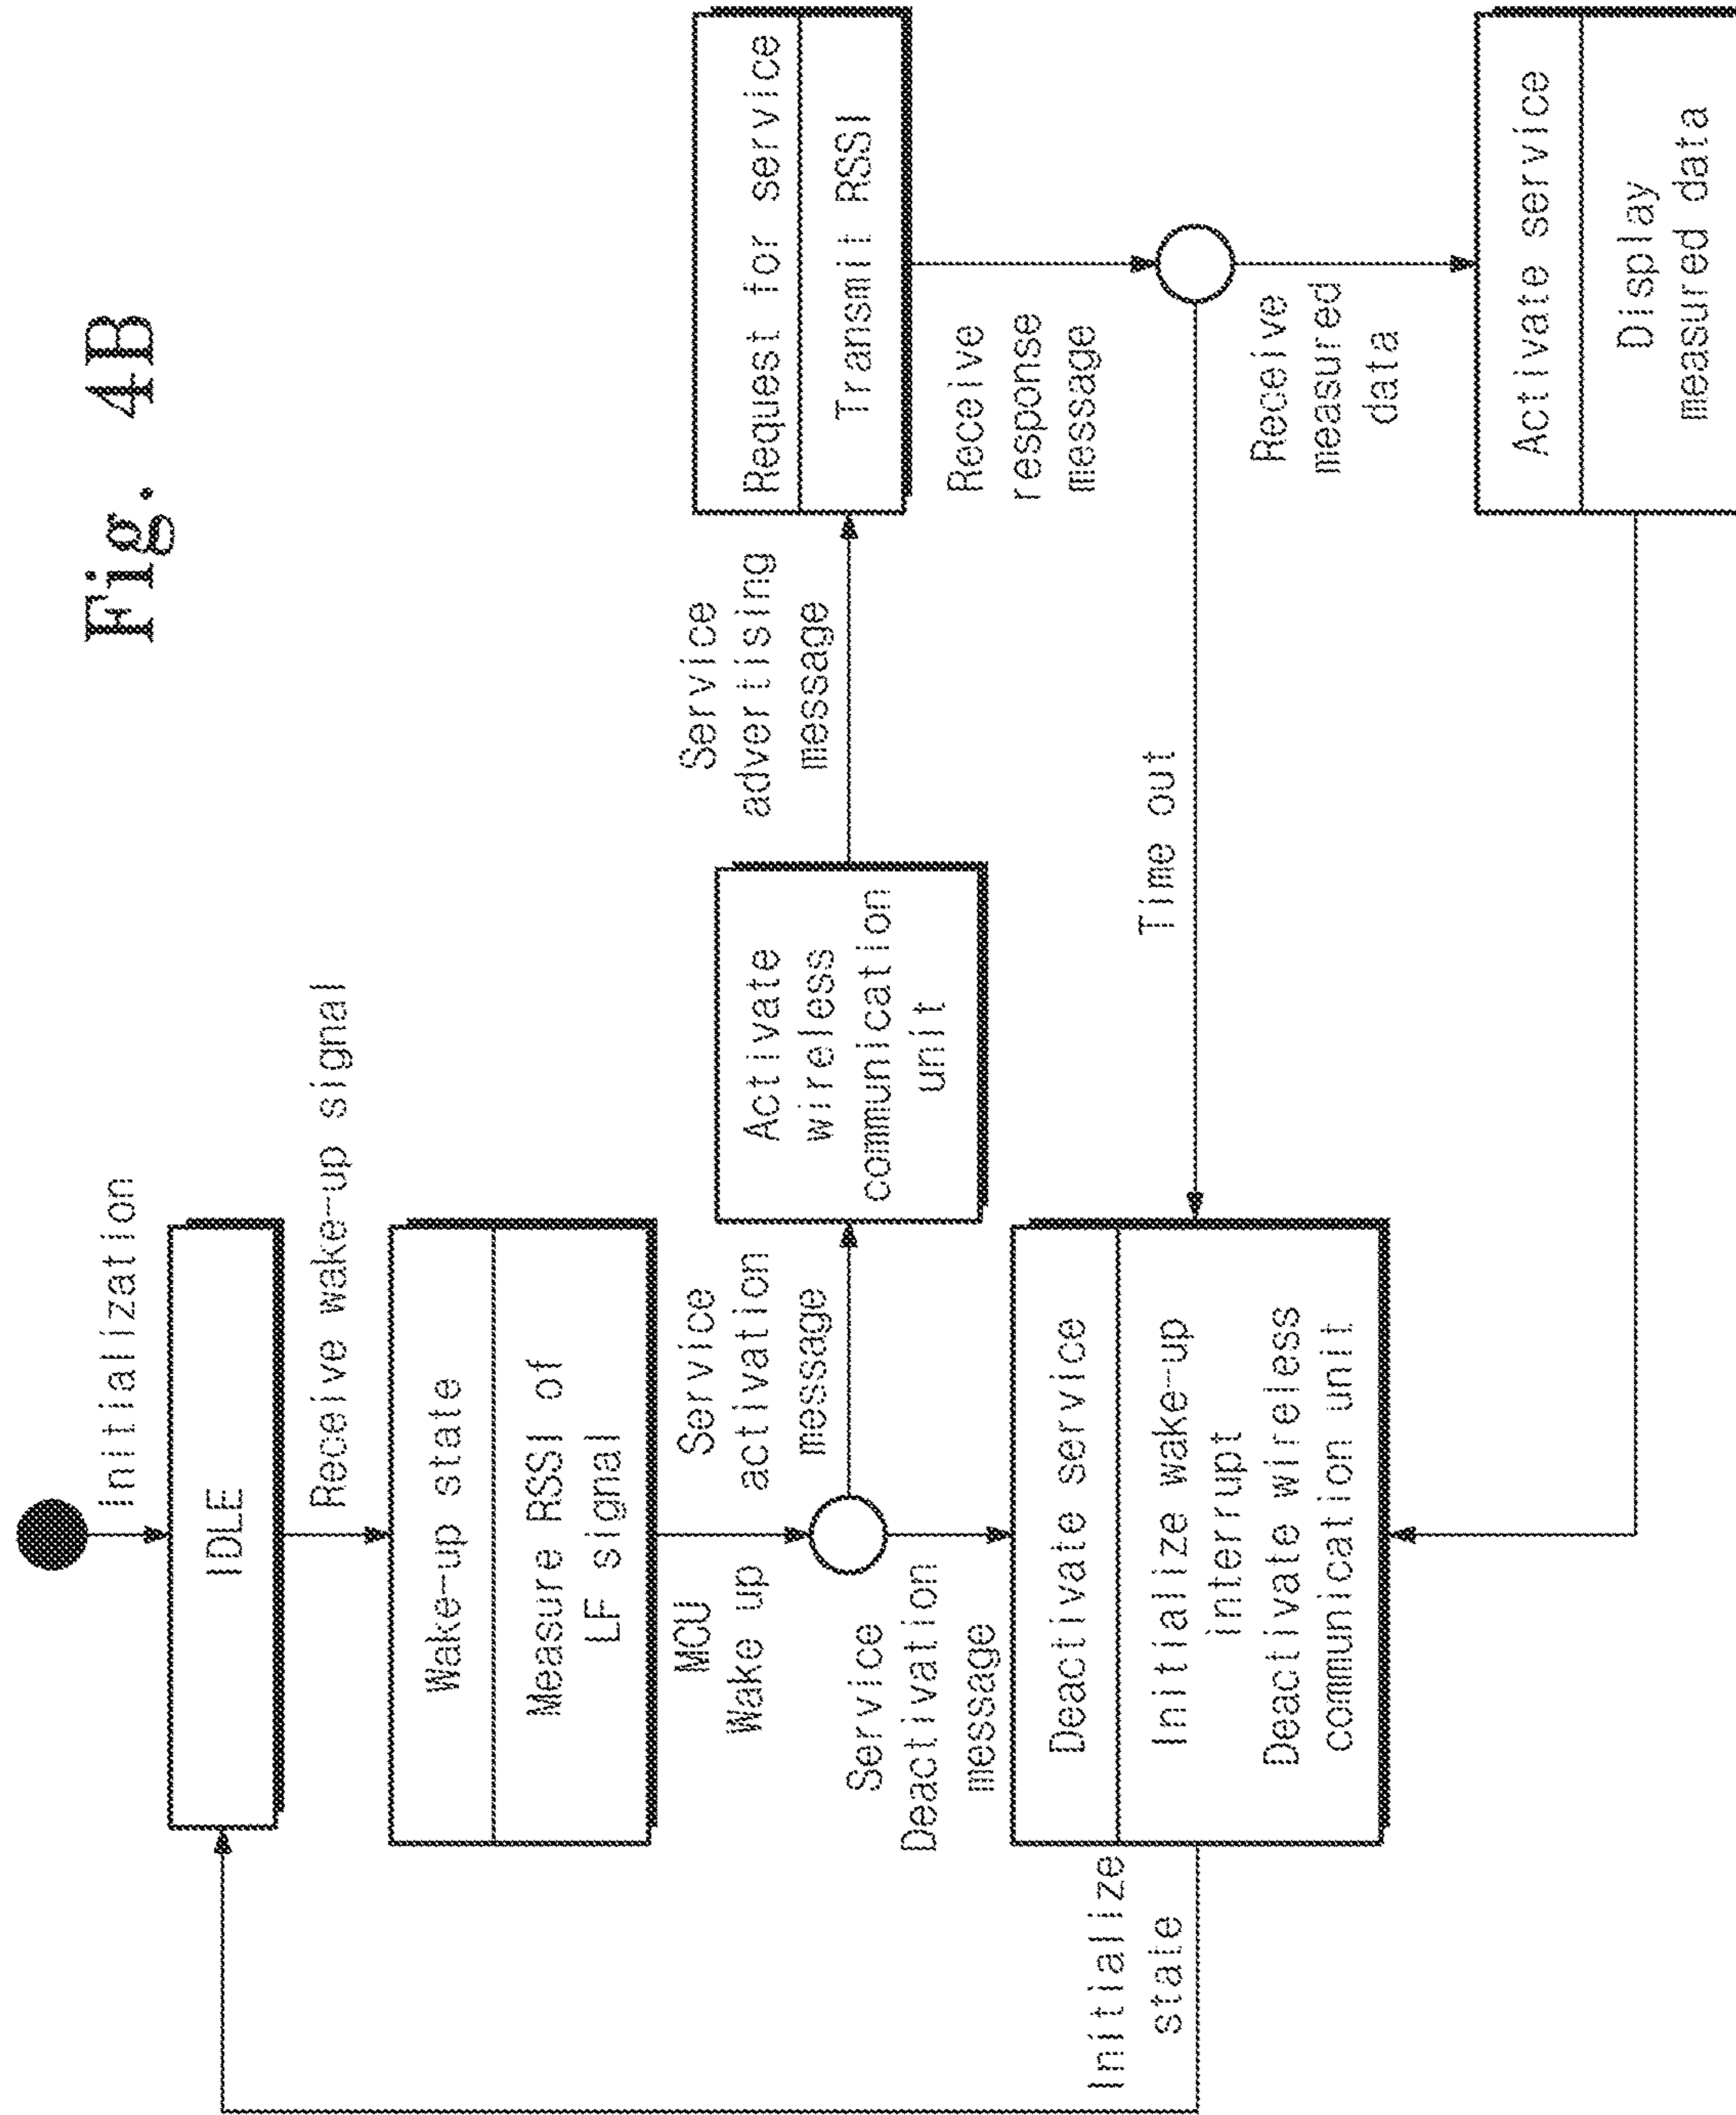 Fig. 4B
Initialization
IDLE
Receive wake-up signal
Wake-up state
Measure RSSI of
LF signal
MCU
Wake up
Service
activation
message
Activate
wireless
communication
unit
Service
advertising
message
Request for service
Transmit RSSI
Receive
response
message
Service
Deactivation
message
Time out
Receive
measured
data
Deactivate service
Initialize wake-up
interrupt
Deactivate wireless
communication unit
Initialize
state
Activate service
Display
measured data